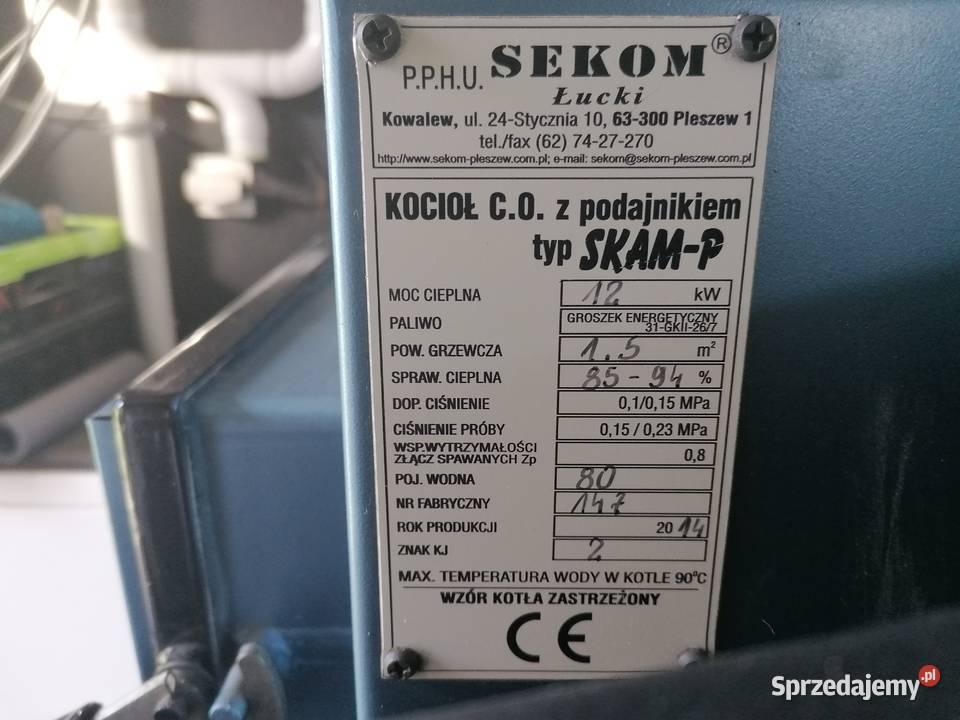 P.P.H.U. SEKOM ®
Łucki
Kowalew, ul. 24-Stycznia 10, 63-300 Pleszew 1
tel./fax (62) 74-27-270
http://www.sekom-pleszew.com.pl; e-mail: sekom@sekom-pleszew.com.pl
KOCIOŁ C.O. z podajnikiem
typ SKAM-P
MOC CIEPLNA 12 kW
PALIWO GROSZEK ENERGETYCZNY
31-GKII-26/7
POW. GRZEWCZA 1.5 m²
SPRAW. CIEPLNA 85-94 %
DOP. CIŚNIENIE 0,1/0,15 MPa
CIŚNIENIE PRÓBY 0,15 / 0,23 MPa
WSP.WYTRZYMAŁOŚCI
ZŁĄCZ SPAWANYCH Zp 0,8
POJ. WODNA 80
NR FABRYCZNY 147
ROK PRODUKCJI 2014
ZNAK KJ 2
MAX. TEMPERATURA WODY W KOTLE 90°C
WZÓR KOTŁA ZASTRZEŻONY
CE
Sprzedajemy.pl